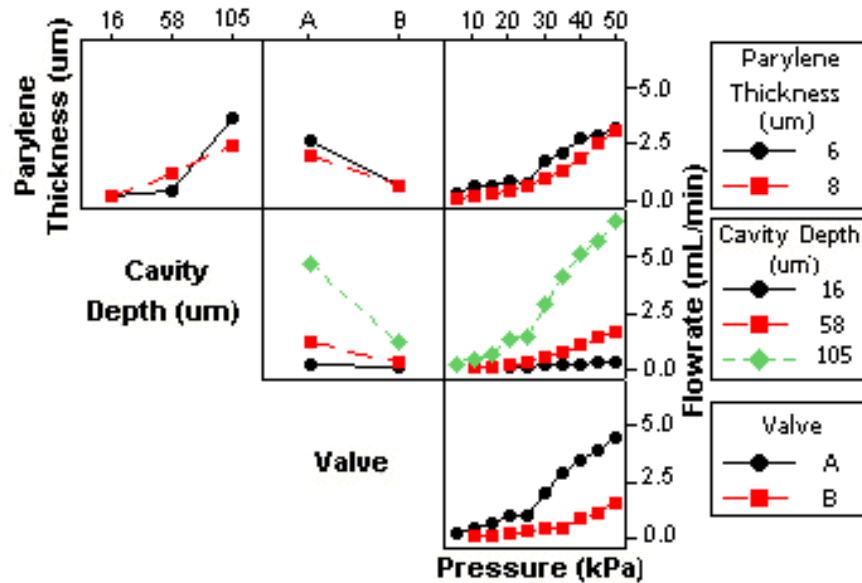 16 58 105 A B 10 20 30 40 50
Parylene
Thickness (um)
5.0
2.5
0.0
Parylene
Thickness
(um)
6
8
Cavity
Depth (um)
5.0
2.5
0.0
Flowrate (mL/min)
Cavity Depth
(um)
16
58
105
Valve
5.0
2.5
0.0
Valve
A
B
Pressure (kPa)